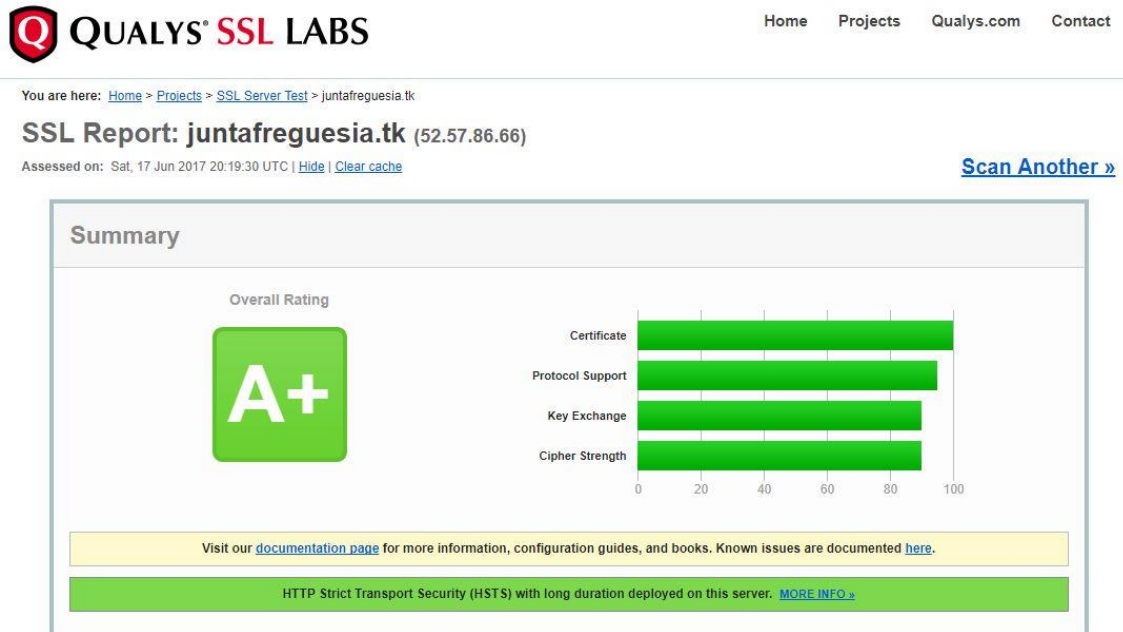 QUALYS® SSL LABS
Home Projects Qualys.com Contact
You are here: Home > Projects > SSL Server Test > juntafreguesia.tk
SSL Report: juntafreguesia.tk (52.57.86.66)
Assessed on: Sat, 17 Jun 2017 20:19:30 UTC | Hide | Clear cache
Scan Another »
Summary
Overall Rating
A+
Certificate
Protocol Support
Key Exchange
Cipher Strength
0 20 40 60 80 100
Visit our documentation page for more information, configuration guides, and books. Known issues are documented here.
HTTP Strict Transport Security (HSTS) with long duration deployed on this server. MORE INFO »